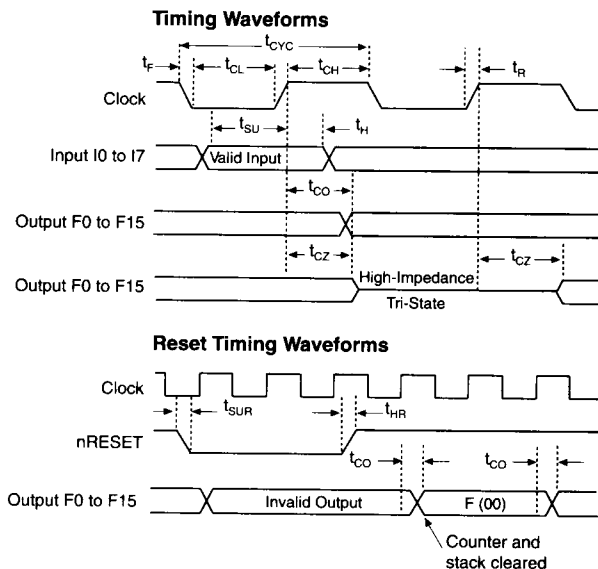 Timing Waveforms
tCYC
tF
tCL
tCH
tR
Clock
tSU
tH
Input I0 to I7
Valid Input
tCO
Output F0 to F15
tCZ
tCZ
High-Impedance
Output F0 to F15
Tri-State
Reset Timing Waveforms
Clock
tSUR
tHR
nRESET
tCO
tCO
Output F0 to F15
Invalid Output
F (00)
Counter and
stack cleared